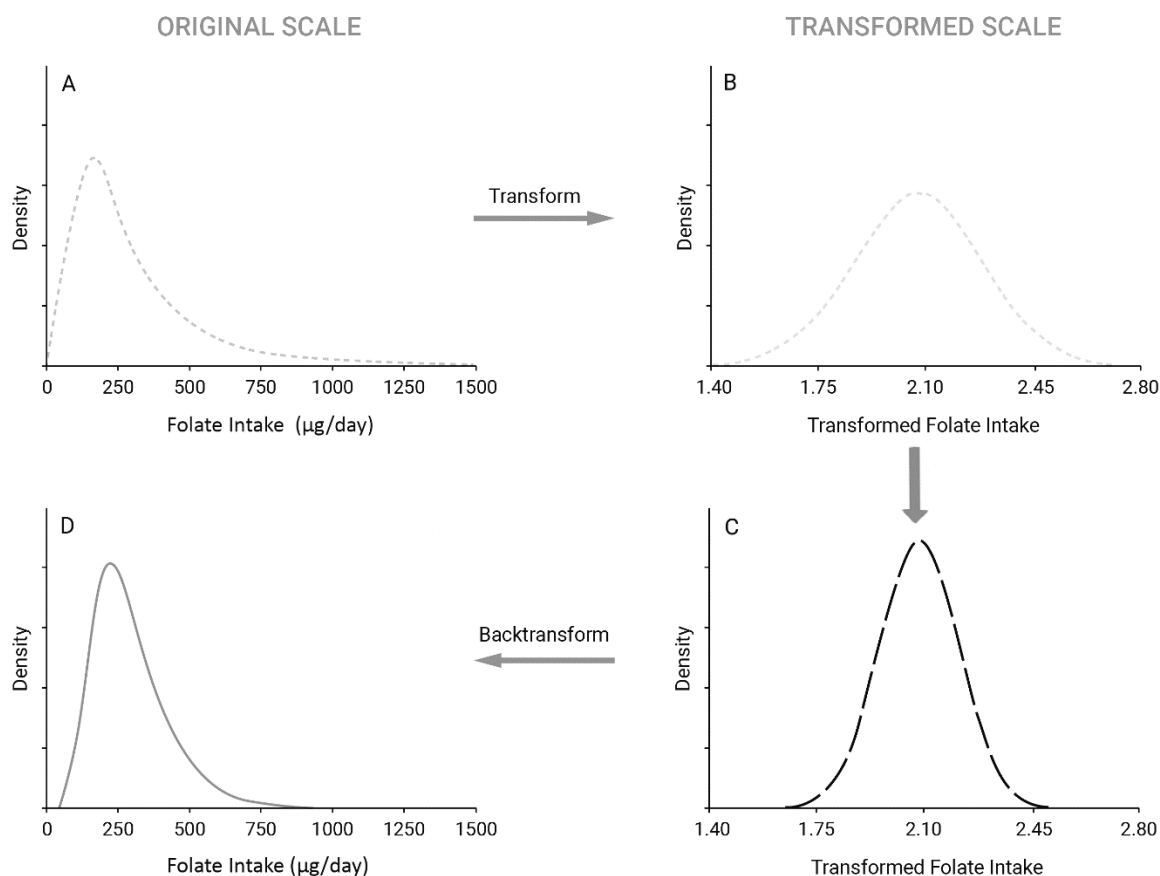 ORIGINAL SCALE
TRANSFORMED SCALE
A
Density
0 250 500 750 1000 1250 1500
Folate Intake (µg/day)
Transform
B
Density
1.40 1.75 2.10 2.45 2.80
Transformed Folate Intake
D
Density
0 250 500 750 1000 1250 1500
Folate Intake (µg/day)
Backtransform
C
Density
1.40 1.75 2.10 2.45 2.80
Transformed Folate Intake